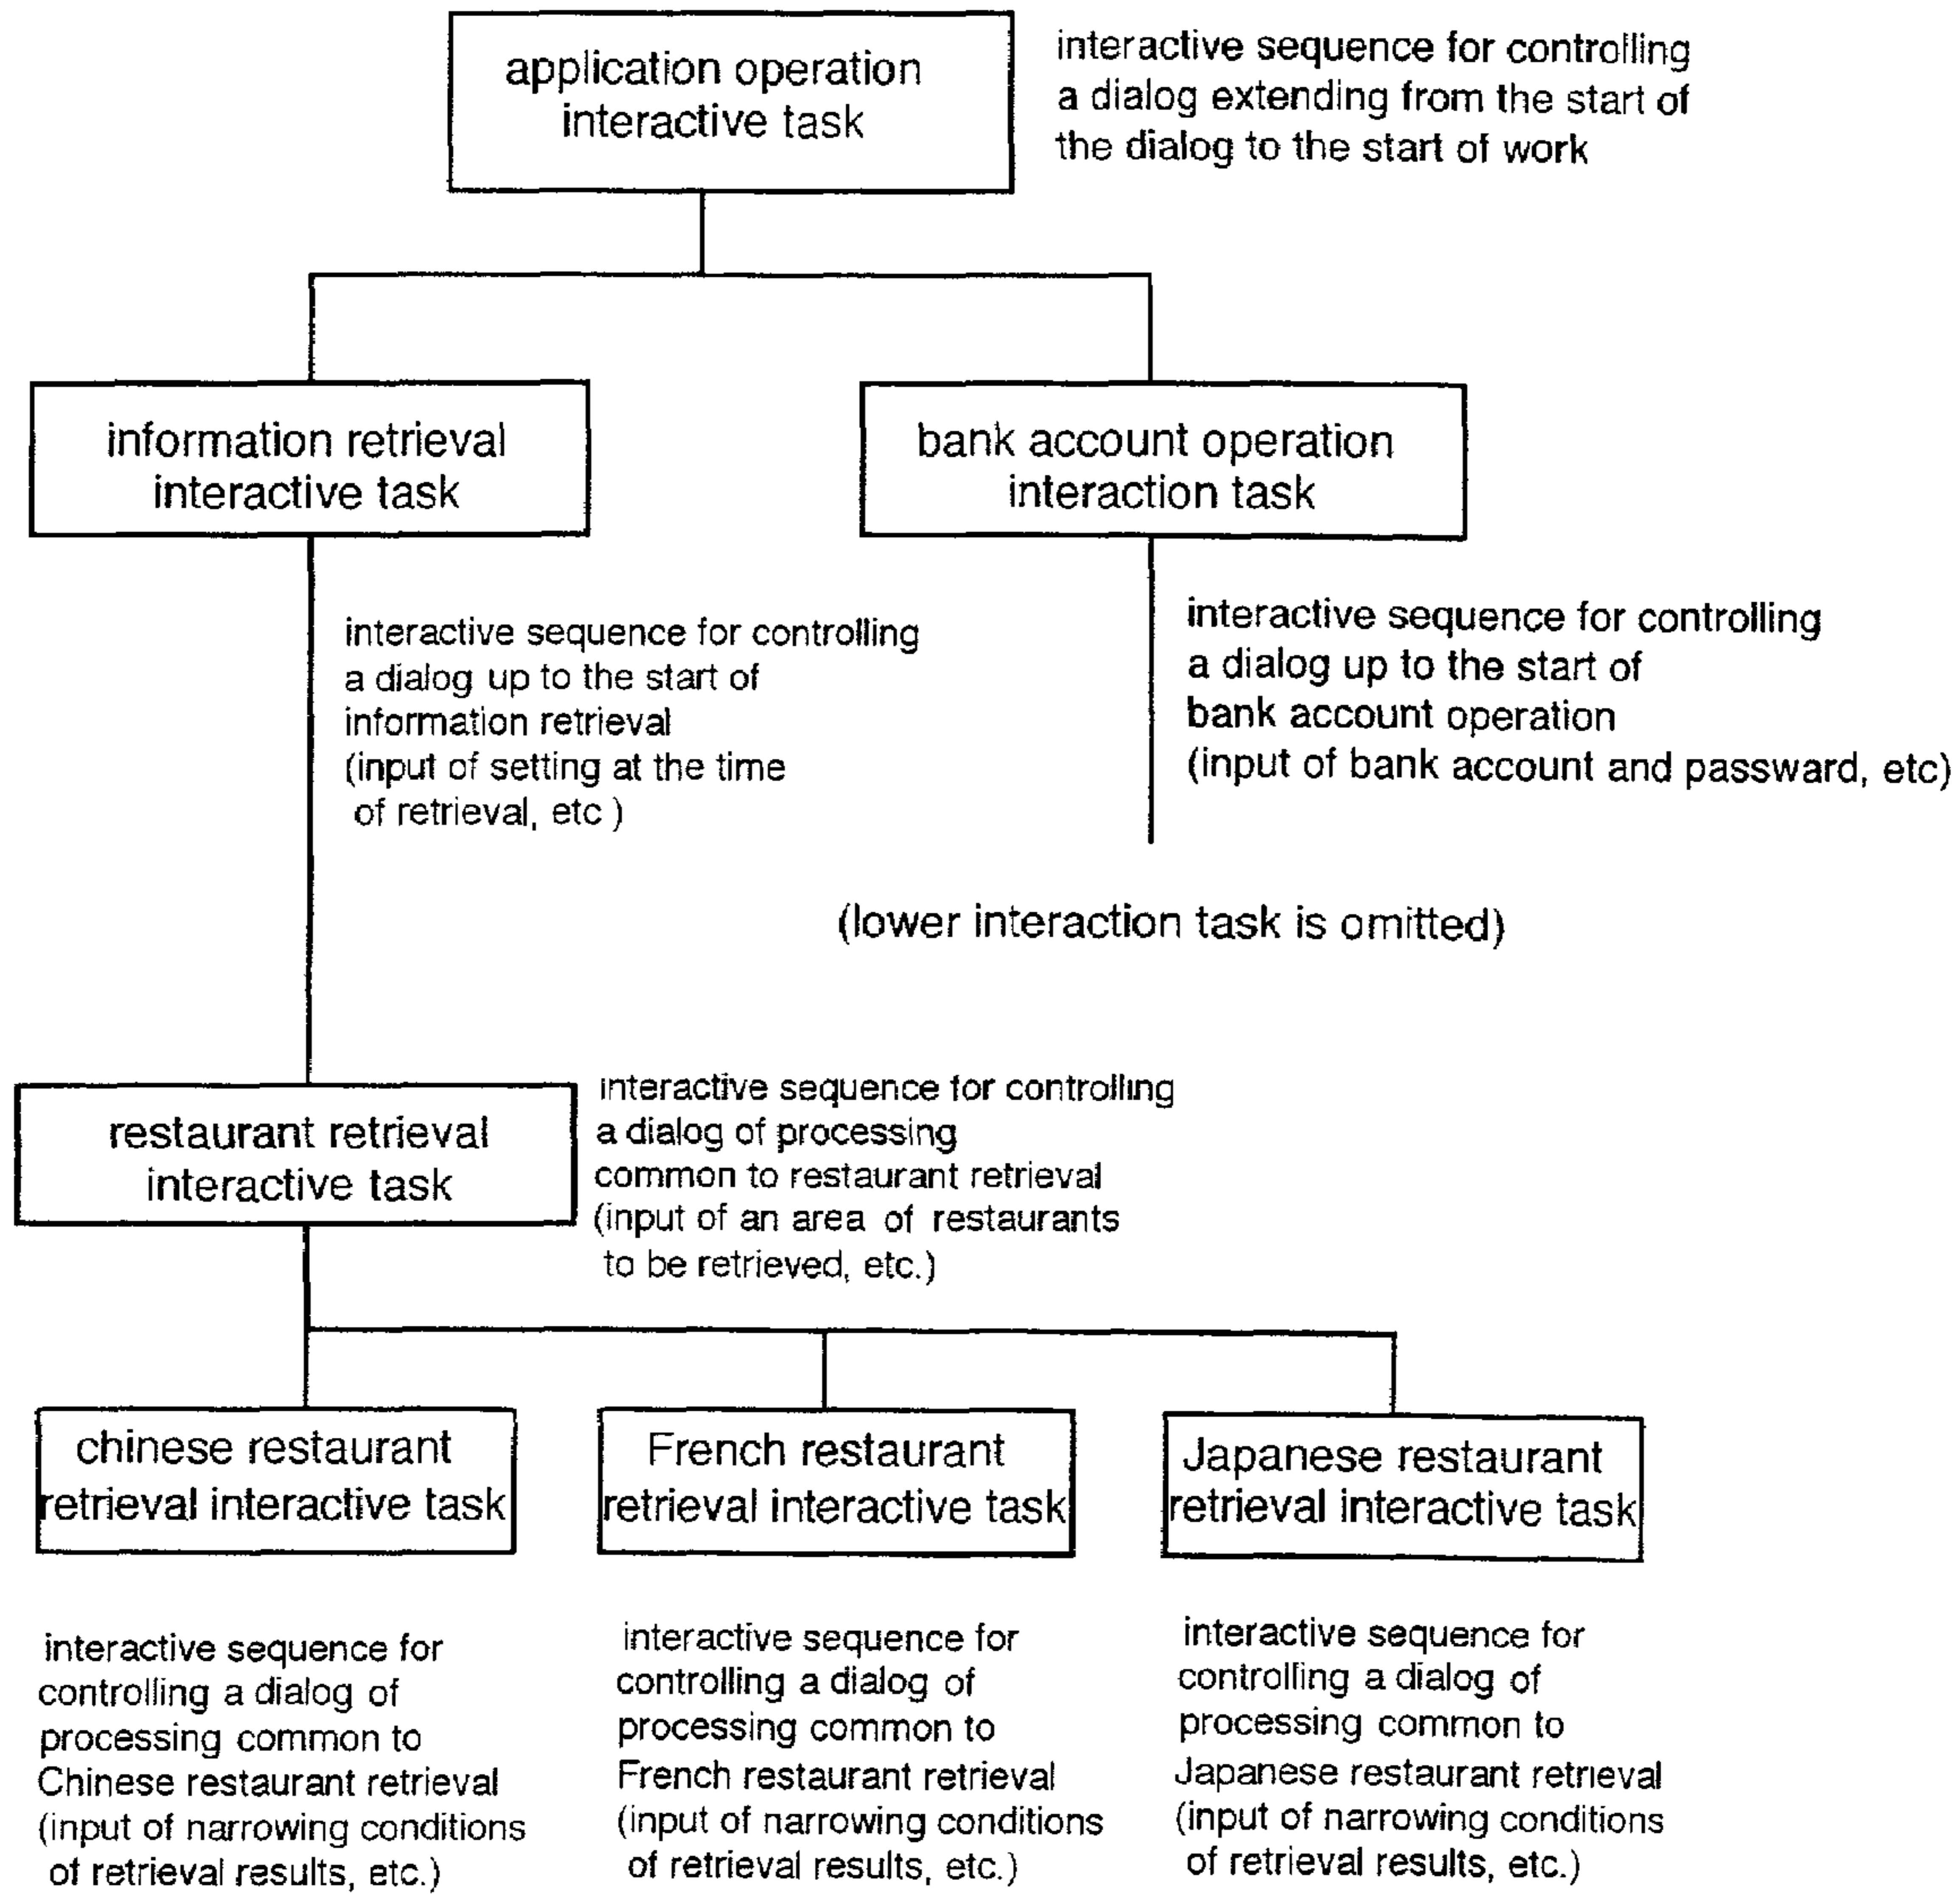 application operation
interactive task
interactive sequence for controlling
a dialog extending from the start of
the dialog to the start of work
information retrieval
interactive task
bank account operation
interaction task
interactive sequence for controlling
a dialog up to the start of
information retrieval
(input of setting at the time
of retrieval, etc )
interactive sequence for controlling
a dialog up to the start of
bank account operation
(input of bank account and passward, etc)
(lower interaction task is omitted)
restaurant retrieval
interactive task
interactive sequence for controlling
a dialog of processing
common to restaurant retrieval
(input of an area of restaurants
to be retrieved, etc.)
chinese restaurant
retrieval interactive task
French restaurant
retrieval interactive task
Japanese restaurant
retrieval interactive task
interactive sequence for
controlling a dialog of
processing common to
Chinese restaurant retrieval
(input of narrowing conditions
of retrieval results, etc.)
interactive sequence for
controlling a dialog of
processing common to
French restaurant retrieval
(input of narrowing conditions
of retrieval results, etc.)
interactive sequence for
controlling a dialog of
processing common to
Japanese restaurant retrieval
(input of narrowing conditions
of retrieval results, etc.)